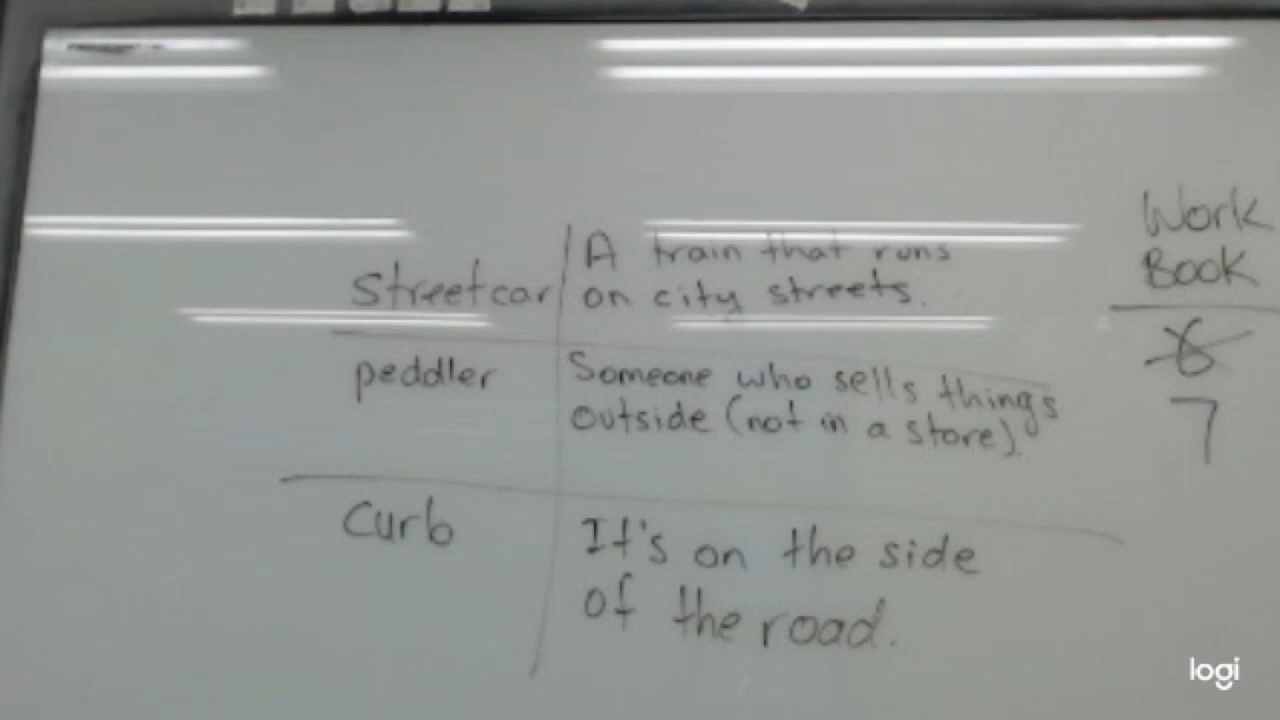 Streetcar
A train that runs
on city streets.
peddler
Someone who sells things
outside (not in a store).
Curb
It's on the side
of the road.
Work
Book
6
7
logi